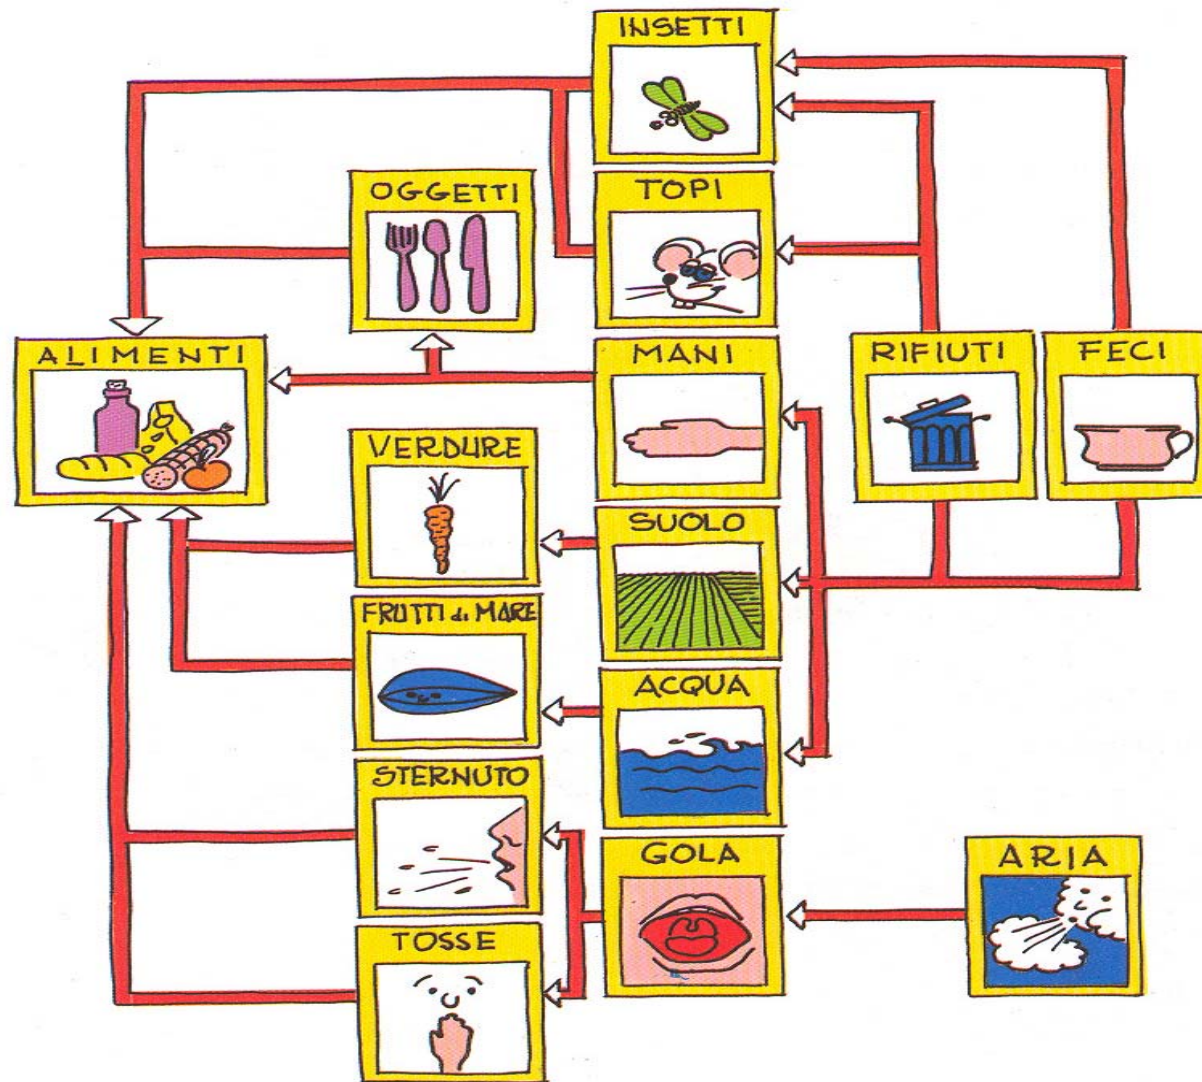 INSETTI
OGGETTI
TOPI
ALIMENTI
MANI
RIFIUTI
FECI
VERDURE
SUOLO
FRUTTI di MARE
ACQUA
STERNUTO
GOLA
ARIA
TOSSE